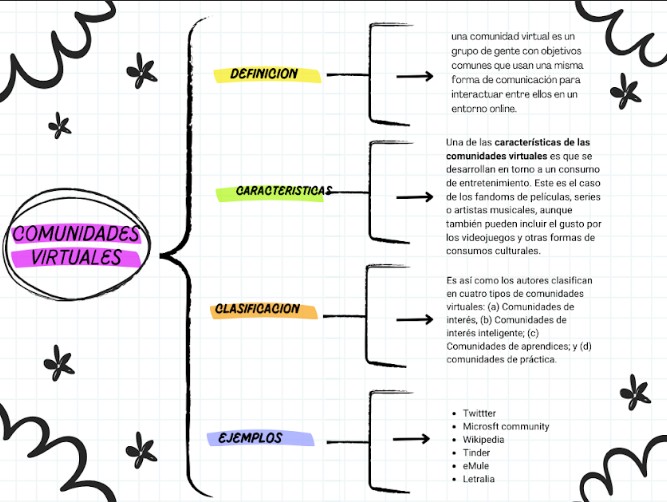 COMUNIDADES
VIRTUALES
DEFINICION
una comunidad virtual es un
grupo de gente con objetivos
comunes que usan una misma
forma de comunicación para
interactuar entre ellos en un
entorno online.
CARACTERISTICAS
Una de las características de las
comunidades virtuales es que se
desarrollan en torno a un consumo
de entretenimiento. Este es el caso
de los fandoms de películas, series
o artistas musicales, aunque
también pueden incluir el gusto por
los videojuegos y otras formas de
consumos culturales.
CLASIFICACION
Es así como los autores clasifican
en cuatro tipos de comunidades
virtuales: (a) Comunidades de
interés, (b) Comunidades de
interés inteligente; (c)
Comunidades de aprendices; y (d)
comunidades de práctica.
EJEMPLOS
• Twittter
• Microsft community
• Wikipedia
• Tinder
• eMule
• Letralia